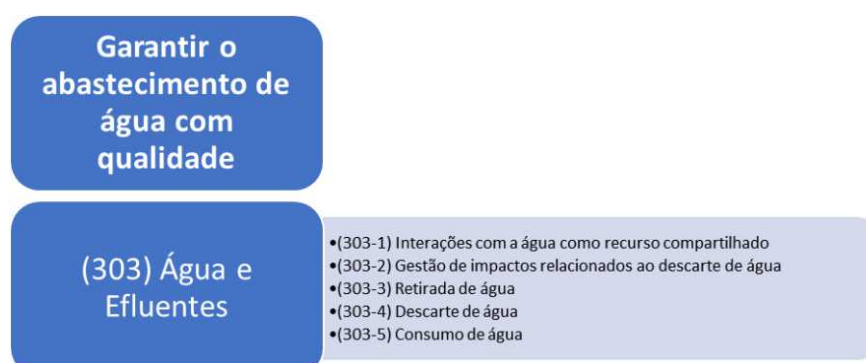 Garantir o
abastecimento de
água com
qualidade
(303) Água e
Efluentes
•(303-1) Interações com a água como recurso compartilhado
•(303-2) Gestão de impactos relacionados ao descarte de água
•(303-3) Retirada de água
•(303-4) Descarte de água
•(303-5) Consumo de água